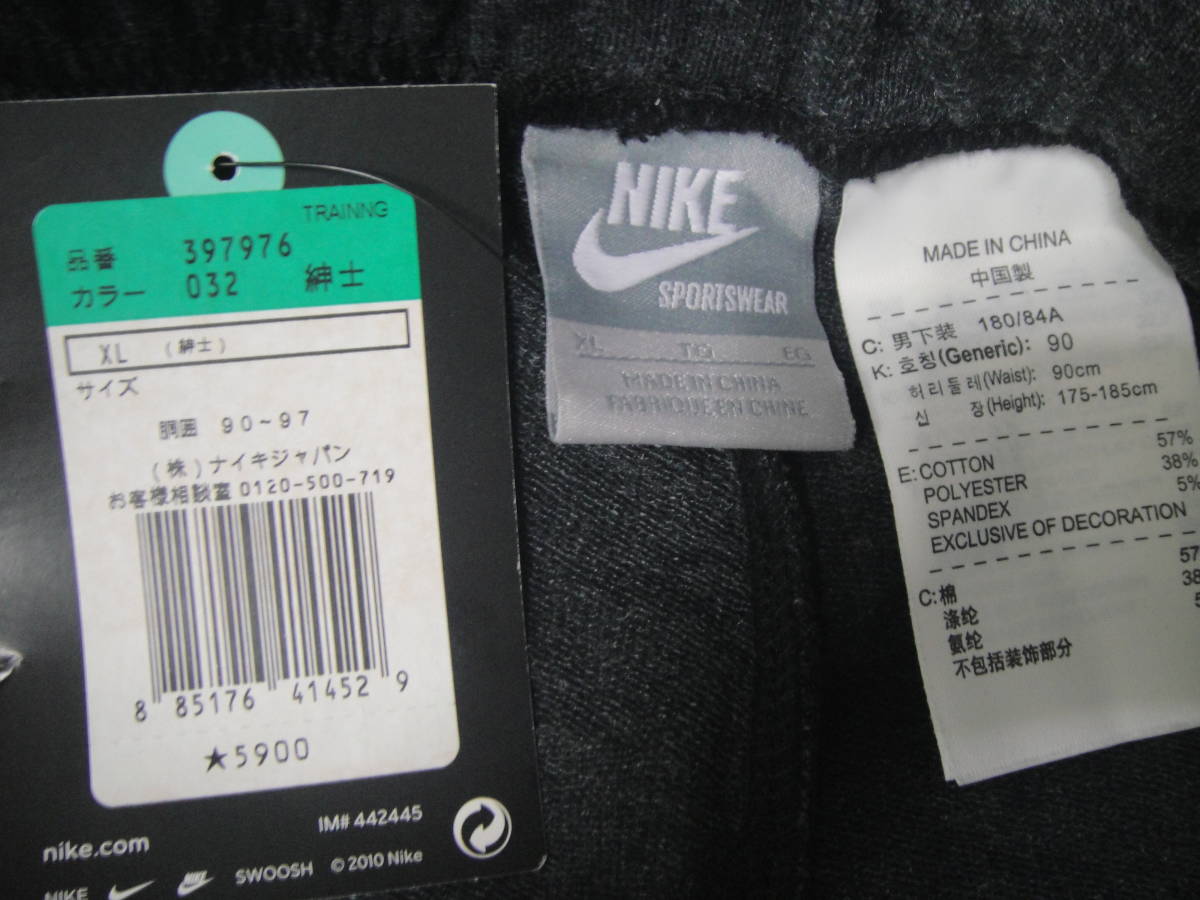 TRAINNG
品番 397976
カラー 032 紳士
XL (紳士)
サイズ
胴囲 90~97
(株)ナイキジャパン
お客様相談室 0120-500-719
8 85176 41452 9
★5900
IM# 442445
nike.com
NIKE SWOOSH © 2010 Nike
NIKE
SPORTSWEAR
XL TG EG
MADE IN CHINA
FABRIQUE EN CHINE
MADE IN CHINA
中国製
C: 男下装 180/84A
K: 호칭(Generic): 90
허리둘레(Waist): 90cm
신 장(Height): 175-185cm
E: COTTON 57%
POLYESTER 38%
SPANDEX 5%
EXCLUSIVE OF DECORATION
C: 棉 57
涤纶 38
氨纶
不包括装饰部分